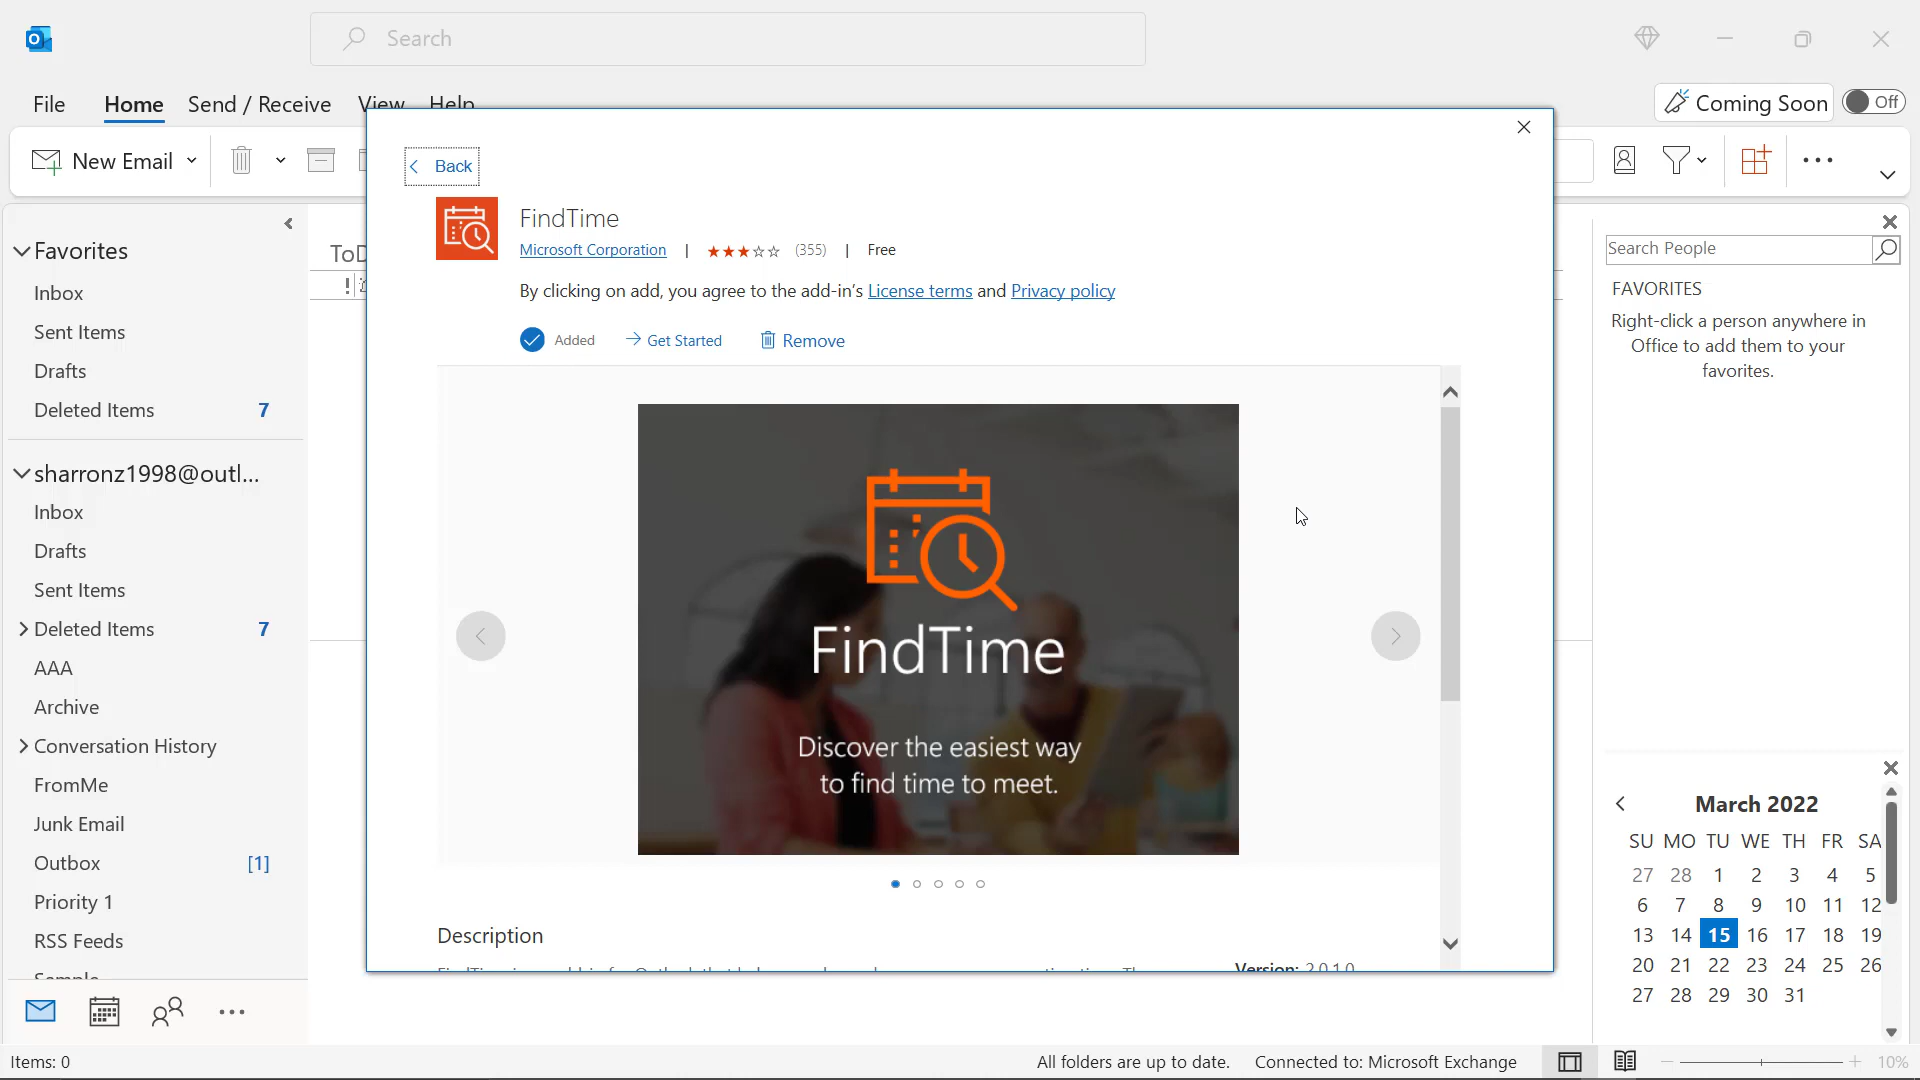 Search
File Home Send / Receive View Help
Coming Soon Off
New Email
Back
FindTime
Microsoft Corporation | (355) | Free
By clicking on add, you agree to the add-in's License terms and Privacy policy
Added Get Started Remove
FindTime
Discover the easiest way
to find time to meet.
Description
Version: 2.0.1.0
Favorites
Inbox
Sent Items
Drafts
Deleted Items 7
sharronz1998@outl...
Inbox
Drafts
Sent Items
Deleted Items 7
AAA
Archive
Conversation History
FromMe
Junk Email
Outbox [1]
Priority 1
RSS Feeds
Sample
ToD
!
Search People
FAVORITES
Right-click a person anywhere in
Office to add them to your
favorites.
March 2022
SU MO TU WE TH FR SA
27 28 1 2 3 4 5
6 7 8 9 10 11 12
13 14 15 16 17 18 19
20 21 22 23 24 25 26
27 28 29 30 31
Items: 0
All folders are up to date. Connected to: Microsoft Exchange
10%